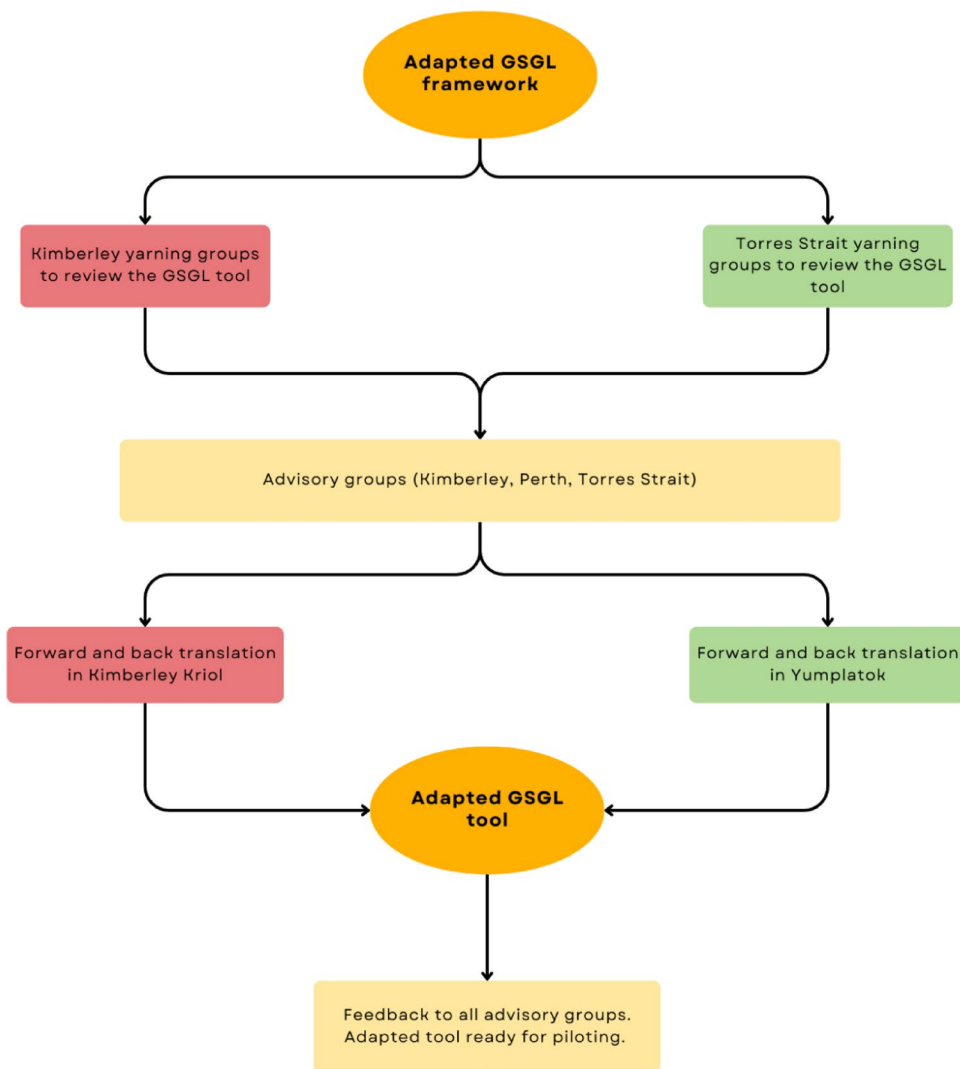 Adapted GSGL
framework
Kimberley yarning groups
to review the GSGL tool
Torres Strait yarning
groups to review the GSGL
tool
Advisory groups (Kimberley, Perth, Torres Strait)
Forward and back translation
in Kimberley Kriol
Forward and back translation
in Yumplatok
Adapted GSGL
tool
Feedback to all advisory groups.
Adapted tool ready for piloting.